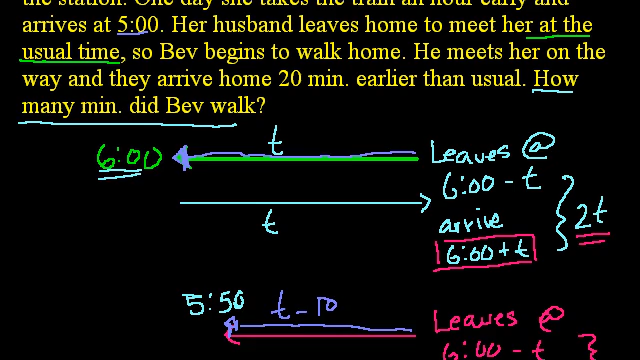 the station. One day she takes the train an hour early and
arrives at 5:00. Her husband leaves home to meet her at the
usual time, so Bev begins to walk home. He meets her on the
way and they arrive home 20 min. earlier than usual. How
many min. did Bev walk?
t
6:00
Leaves @
6:00 - t
t
arrive
2t
6:00 + t
5:50
t - 10
Leaves @
6:00 - t